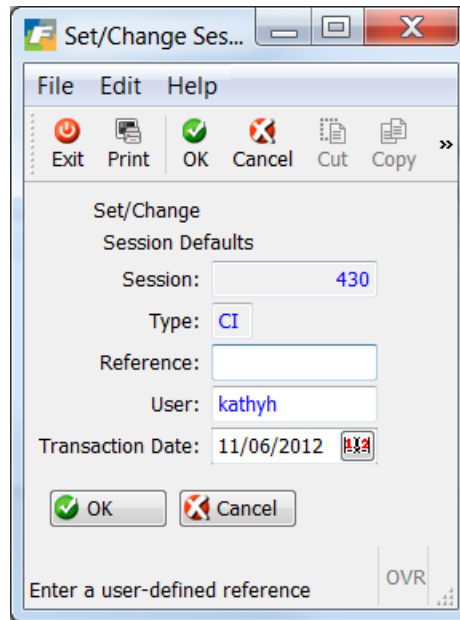 Set/Change Ses...
File Edit Help
Exit Print OK Cancel Cut Copy »
Set/Change
Session Defaults
Session: 430
Type: CI
Reference:
User: kathyh
Transaction Date: 11/06/2012
OK Cancel
Enter a user-defined reference OVR